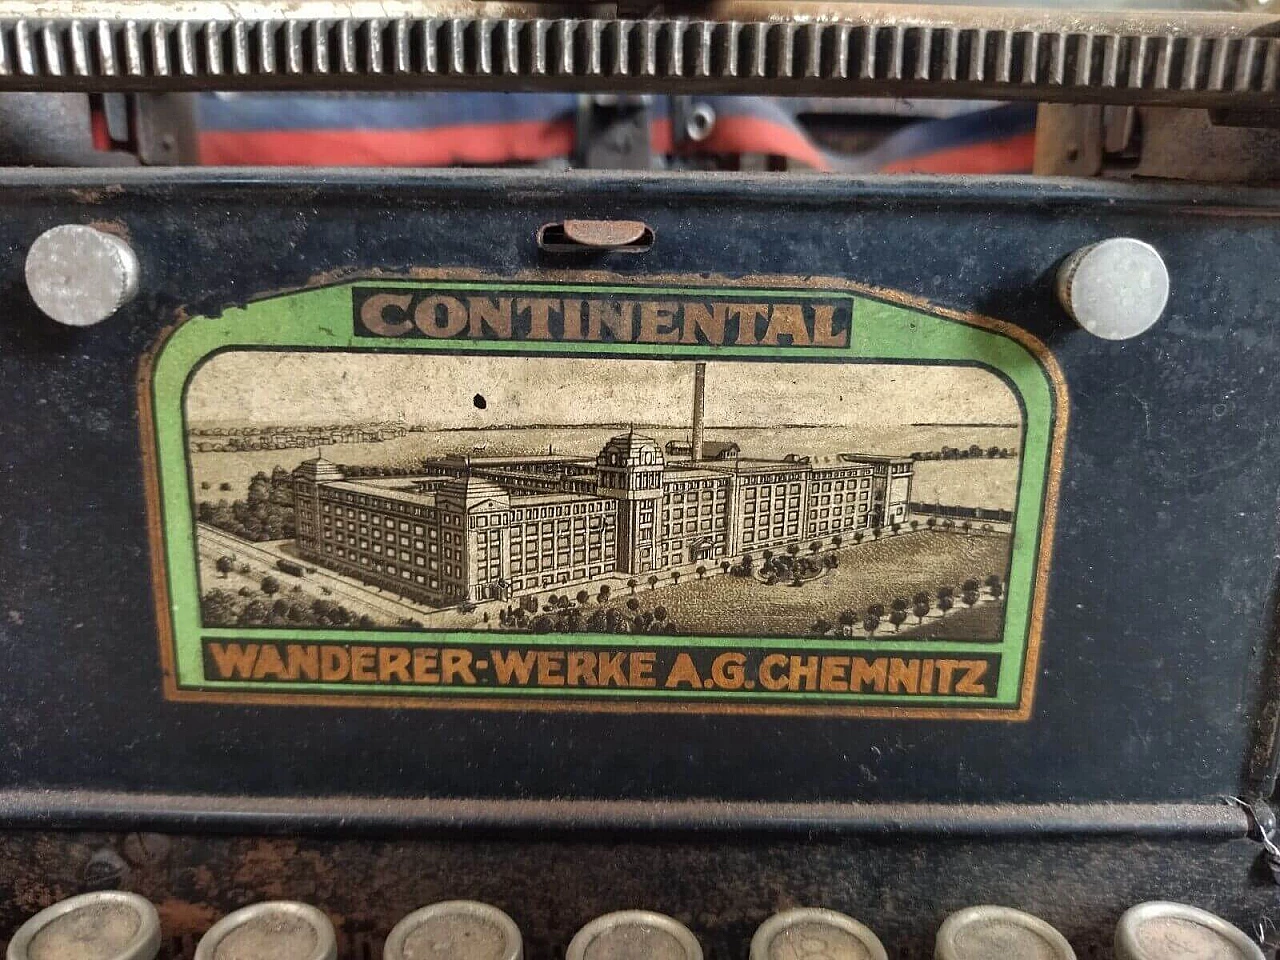 CONTINENTAL
WANDERER-WERKE A.G. CHEMNITZ